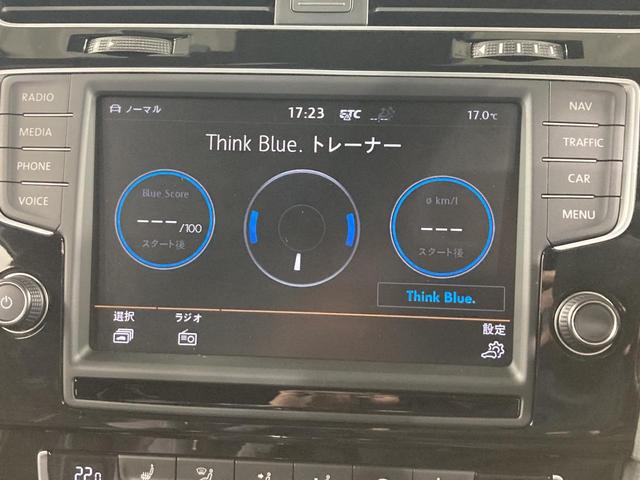 RADIO
MEDIA
PHONE
VOICE
ノーマル
17:23
ETC
17.0℃
NAV
TRAFFIC
CAR
MENU
Think Blue. トレーナー
Blue Score
---/100
スタート後
ø km/l
---
スタート後
Think Blue.
選択
ラジオ
設定
22.0